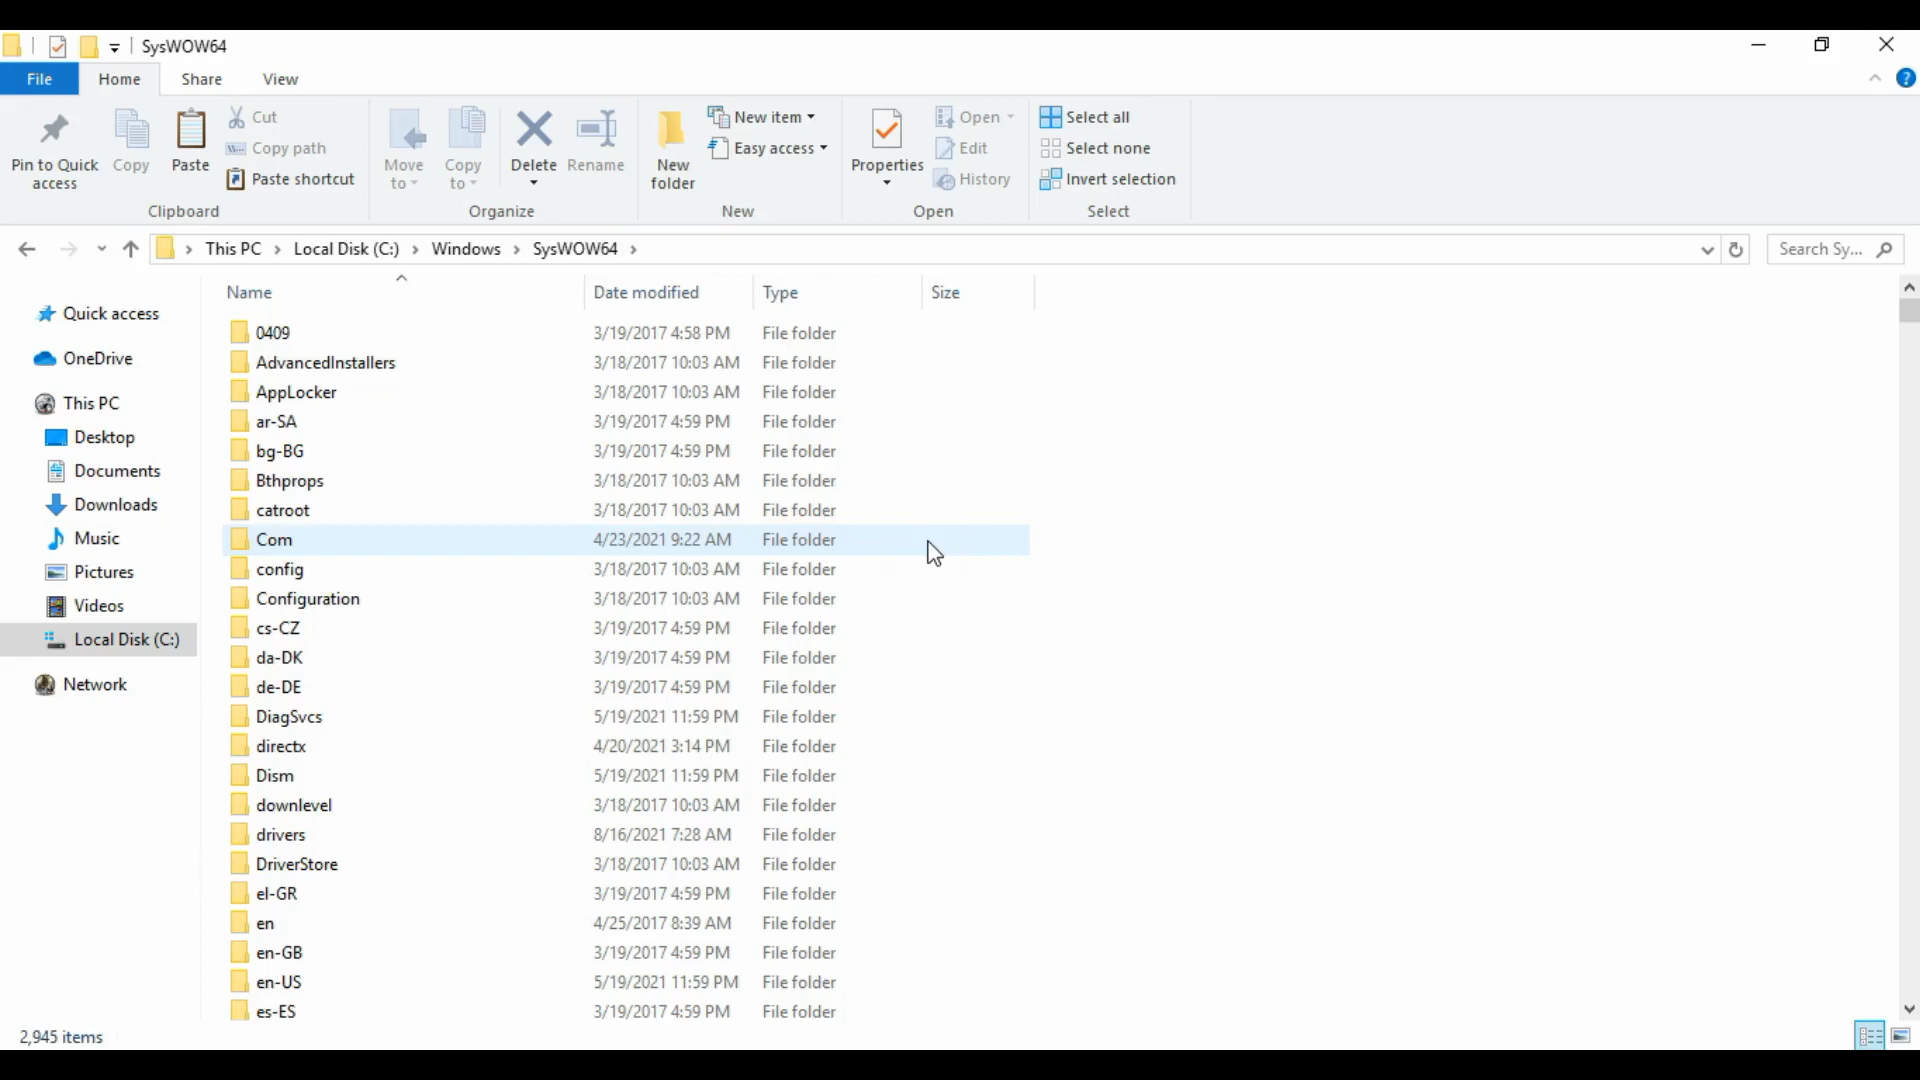 SysWOW64
File Home Share View
Pin to Quick access
Copy
Paste
Cut
Copy path
Paste shortcut
Clipboard
Move to
Copy to
Delete
Rename
Organize
New folder
New item
Easy access
New
Properties
Open
Edit
History
Open
Select all
Select none
Invert selection
Select
This PC Local Disk (C:) Windows SysWOW64
Search Sy...
Quick access
OneDrive
This PC
Desktop
Documents
Downloads
Music
Pictures
Videos
Local Disk (C:)
Network
Name Date modified Type Size
0409 3/19/2017 4:58 PM File folder
AdvancedInstallers 3/18/2017 10:03 AM File folder
AppLocker 3/18/2017 10:03 AM File folder
ar-SA 3/19/2017 4:59 PM File folder
bg-BG 3/19/2017 4:59 PM File folder
Bthprops 3/18/2017 10:03 AM File folder
catroot 3/18/2017 10:03 AM File folder
Com 4/23/2021 9:22 AM File folder
config 3/18/2017 10:03 AM File folder
Configuration 3/18/2017 10:03 AM File folder
cs-CZ 3/19/2017 4:59 PM File folder
da-DK 3/19/2017 4:59 PM File folder
de-DE 3/19/2017 4:59 PM File folder
DiagSvcs 5/19/2021 11:59 PM File folder
directx 4/20/2021 3:14 PM File folder
Dism 5/19/2021 11:59 PM File folder
downlevel 3/18/2017 10:03 AM File folder
drivers 8/16/2021 7:28 AM File folder
DriverStore 3/18/2017 10:03 AM File folder
el-GR 3/19/2017 4:59 PM File folder
en 4/25/2017 8:39 AM File folder
en-GB 3/19/2017 4:59 PM File folder
en-US 5/19/2021 11:59 PM File folder
es-ES 3/19/2017 4:59 PM File folder
2,945 items